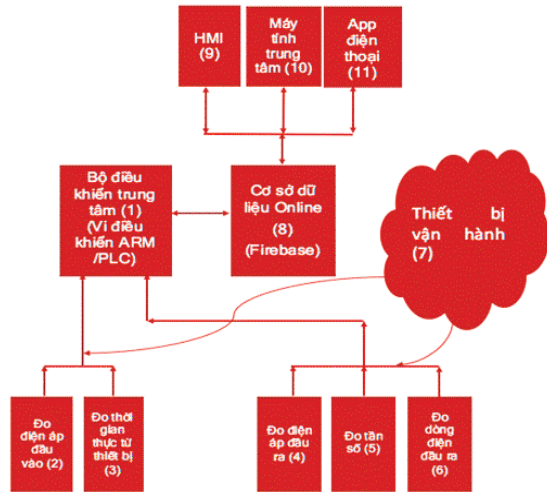 HMI
(9)
Máy
tính trung
tâm (10)
App
điện
thoại
(11)
Bộ điều
khiển trung
tâm (1)
(Vi điều
khiển ARM
/PLC)
Cơ sở dữ
liệu Online
(8)
(Firebase)
Thiết bị
vận hành
(7)
Đo
điện áp
đầu
vào (2)
Đo thời
gian
thực từ
thiết bị
(3)
Đo điện
áp đầu
ra (4)
Đo tần
số (5)
Đo
dòng
điện
đầu ra
(6)